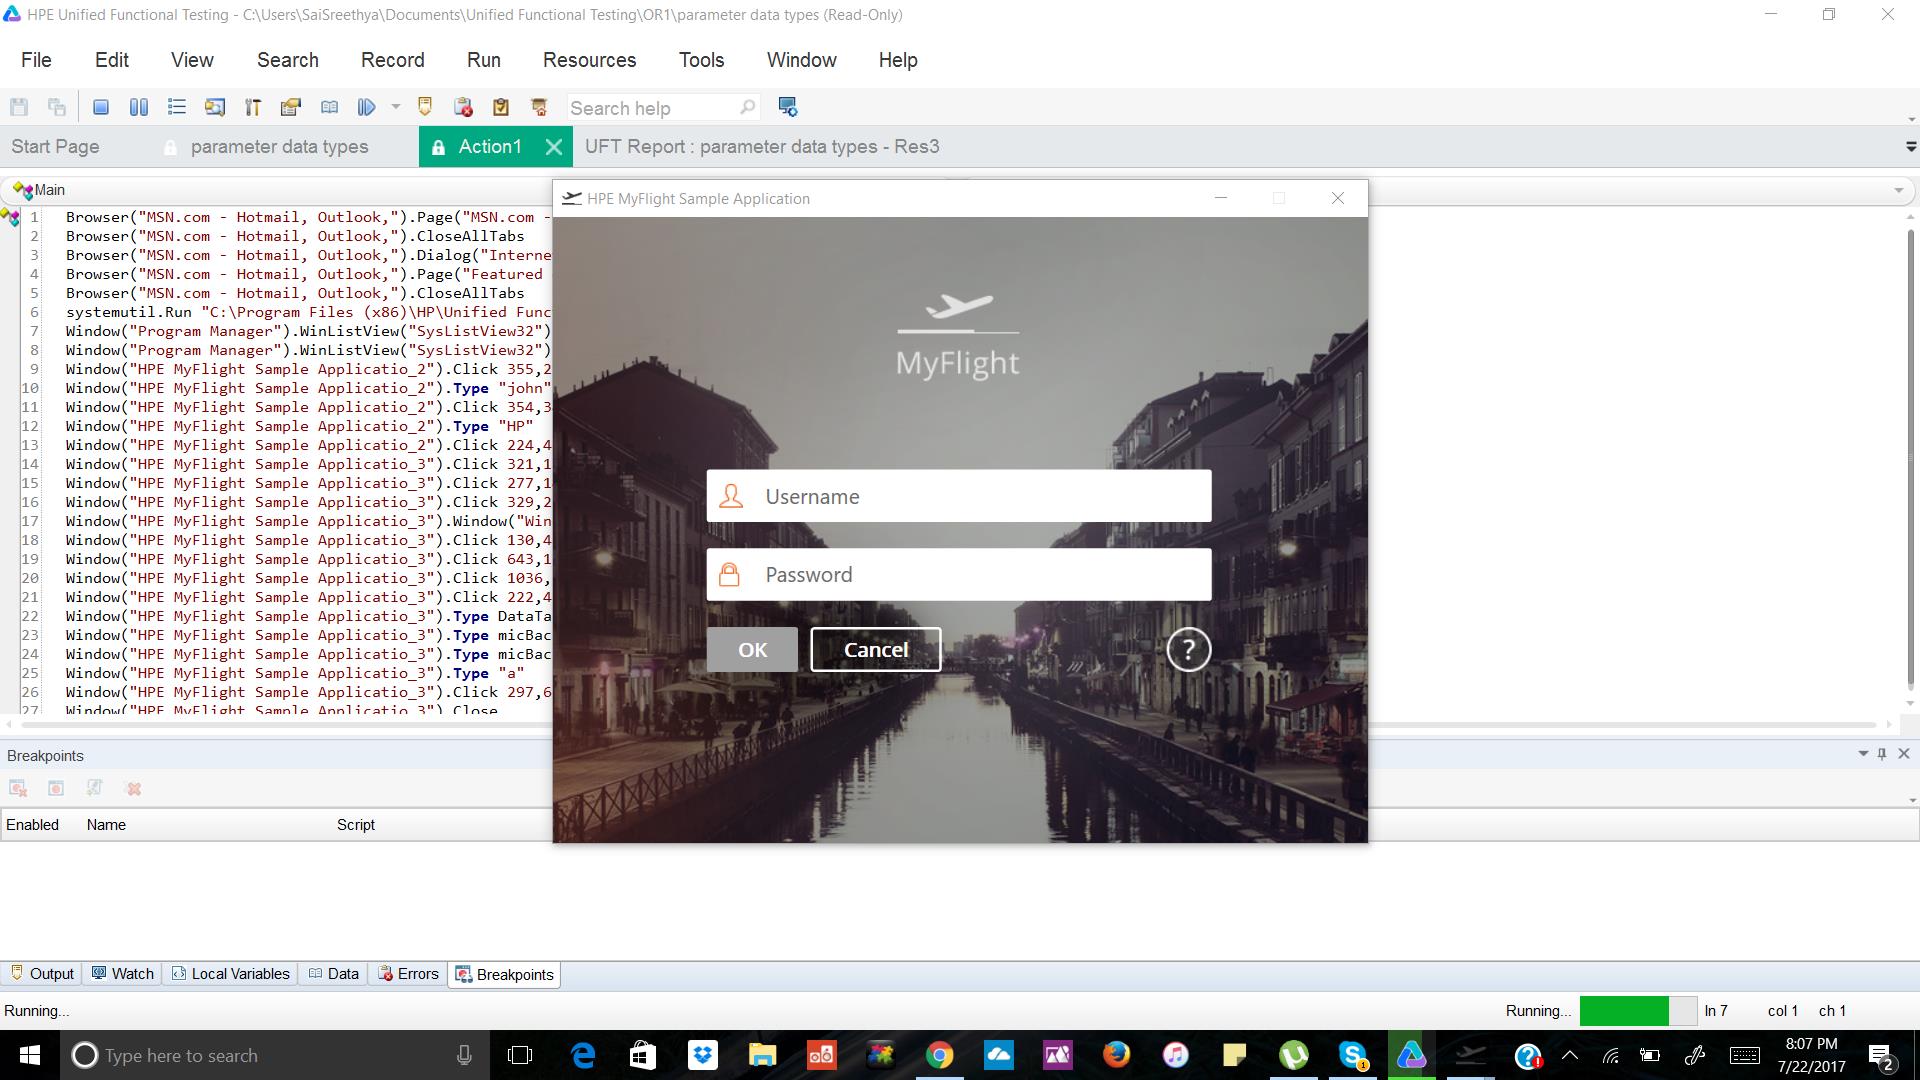 HPE Unified Functional Testing - C:\Users\SaiSreethya\Documents\Unified Functional Testing\OR1\parameter data types (Read-Only)
File Edit View Search Record Run Resources Tools Window Help
Search help
Start Page parameter data types Action1 UFT Report : parameter data types - Res3
Main
HPE MyFlight Sample Application
1 Browser("MSN.com - Hotmail, Outlook,").Page("MSN.com -
2 Browser("MSN.com - Hotmail, Outlook,").CloseAllTabs
3 Browser("MSN.com - Hotmail, Outlook,").Dialog("Interne
4 Browser("MSN.com - Hotmail, Outlook,").Page("Featured
5 Browser("MSN.com - Hotmail, Outlook,").CloseAllTabs
6 systemutil.Run "C:\Program Files (x86)\HP\Unified Func
7 Window("Program Manager").WinListView("SysListView32")
8 Window("Program Manager").WinListView("SysListView32")
9 Window("HPE MyFlight Sample Applicatio_2").Click 355,2
10 Window("HPE MyFlight Sample Applicatio_2").Type "john"
11 Window("HPE MyFlight Sample Applicatio_2").Click 354,3
12 Window("HPE MyFlight Sample Applicatio_2").Type "HP"
13 Window("HPE MyFlight Sample Applicatio_2").Click 224,4
14 Window("HPE MyFlight Sample Applicatio_3").Click 321,1
15 Window("HPE MyFlight Sample Applicatio_3").Click 277,1
16 Window("HPE MyFlight Sample Applicatio_3").Click 329,2
17 Window("HPE MyFlight Sample Applicatio_3").Window("Win
18 Window("HPE MyFlight Sample Applicatio_3").Click 130,4
19 Window("HPE MyFlight Sample Applicatio_3").Click 643,1
20 Window("HPE MyFlight Sample Applicatio_3").Click 1036,
21 Window("HPE MyFlight Sample Applicatio_3").Click 222,4
22 Window("HPE MyFlight Sample Applicatio_3").Type DataTa
23 Window("HPE MyFlight Sample Applicatio_3").Type micBac
24 Window("HPE MyFlight Sample Applicatio_3").Type micBac
25 Window("HPE MyFlight Sample Applicatio_3").Type "a"
26 Window("HPE MyFlight Sample Applicatio_3").Click 297,6
27 Window("HPE MyFlight Sample Applicatio_3").Close
MyFlight
Username
Password
OK Cancel ?
Breakpoints
Enabled Name Script
Output Watch Local Variables Data Errors Breakpoints
Running... Running... ln 7 col 1 ch 1
Type here to search
8:07 PM
7/22/2017
2